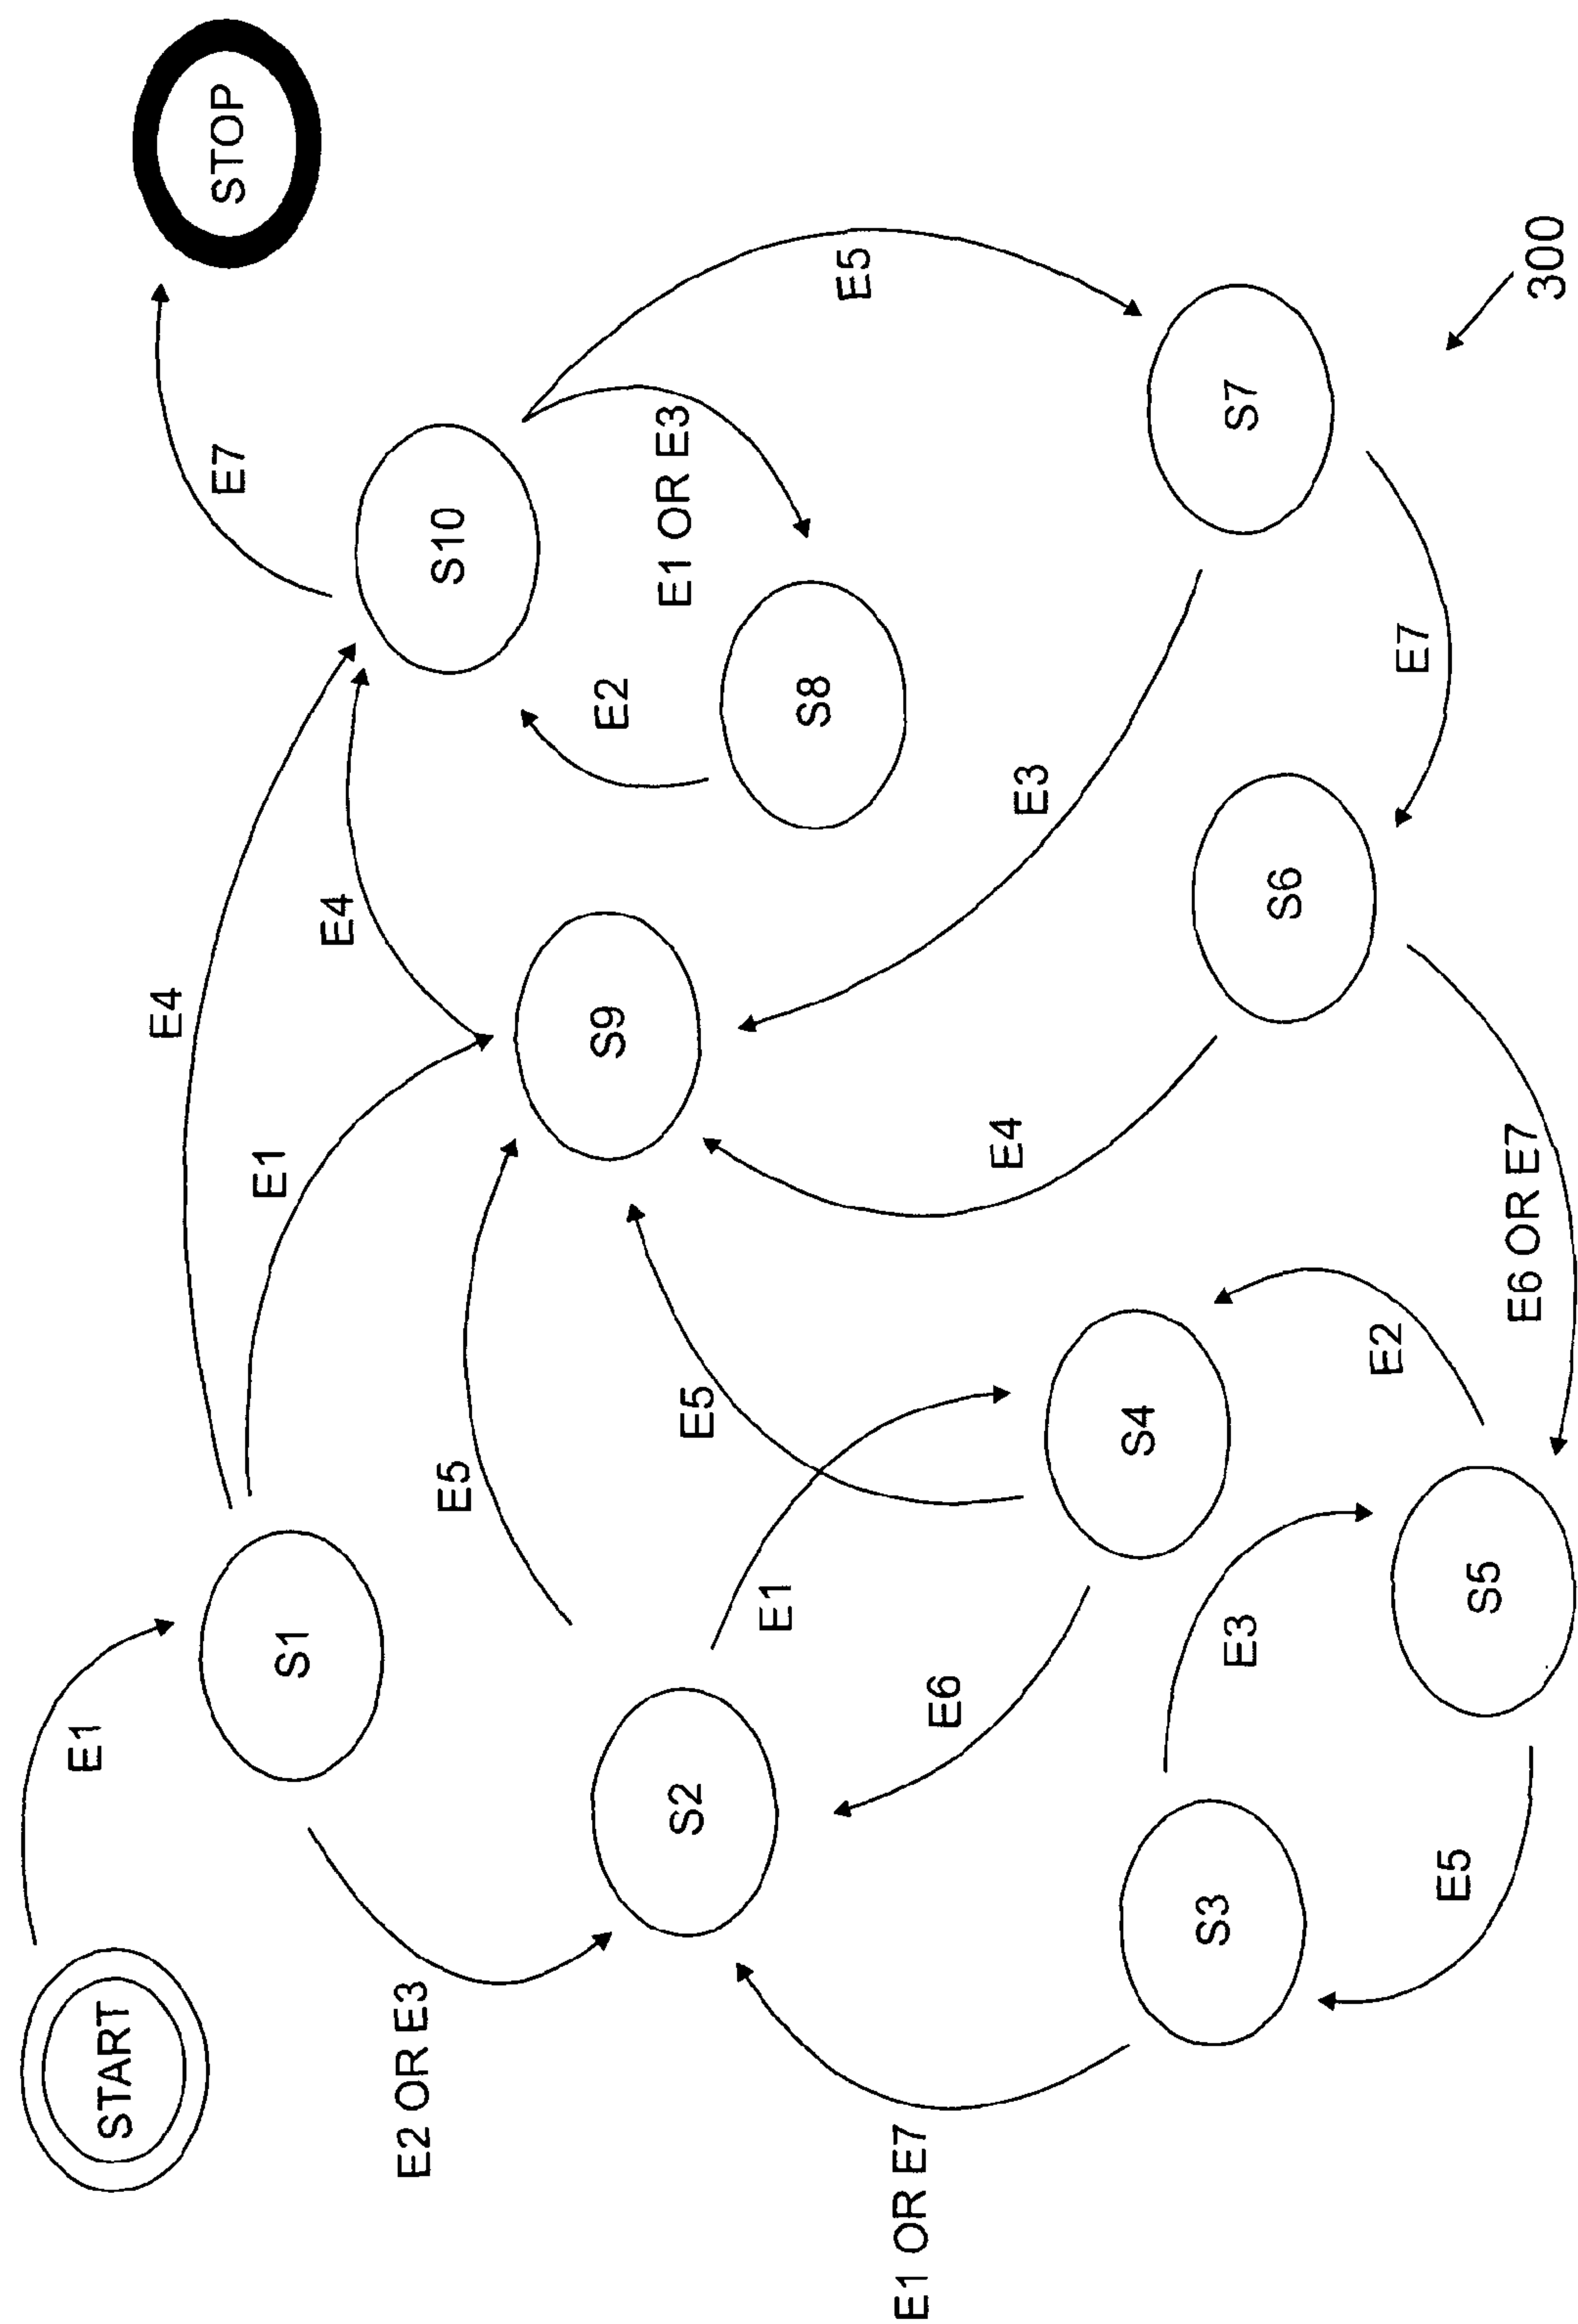 E1
START
E4
E7
STOP
E1
S1
E4
E2 OR E3
S10
E5
S9
E2
E1 OR E3
S2
E5
E1
S8
E5
E1 OR E7
E6
E4
E3
S4
S3
E3
S6
S7
E2
E7
E5
S5
E6 OR E7
300